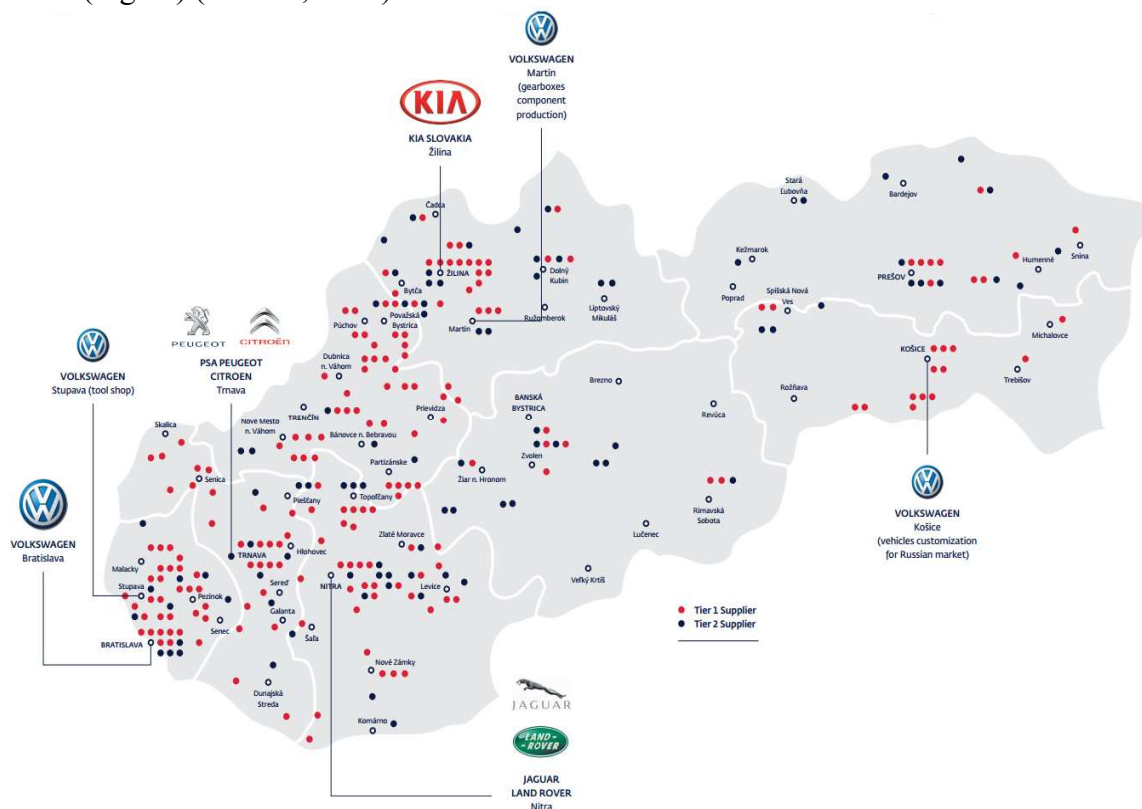 VOLKSWAGEN
Martin
(gearboxes
component
production)
KIA
KIA SLOVAKIA
Žilina
Stará
Ľubovňa
Bardejov
Čadca
Kežmarok
Snina
Humenné
ŽILINA
Dolný
Kubín
PREŠOV
Bytča
Poprad
Spišská Nová
Ves
Liptovský
Mikuláš
Považská
Bystrica
Púchov
Martin
Ružomberok
Michalovce
PEUGEOT
CITROËN
PSA PEUGEOT
CITROEN
Trnava
VOLKSWAGEN
Stupava (tool shop)
KOŠICE
Dubnica
n. Váhom
Trebišov
Brezno
Rožňava
BANSKÁ
BYSTRICA
Revúca
Prievidza
TRENČÍN
Nové Mesto
n. Váhom
Skalica
Bánovce n. Bebravou
Zvolen
Partizánske
Žiar n. Hronom
Senica
Piešťany
Topoľčany
Rimavská
Sobota
VOLKSWAGEN
Bratislava
VOLKSWAGEN
Košice
(vehicles customization
for Russian market)
Lučenec
Zlaté Moravce
Hlohovec
TRNAVA
Malacky
Veľký Krtíš
NITRA
Levice
Stupava
Sereď
Pezinok
Galanta
Šaľa
Senec
BRATISLAVA
Tier 1 Supplier
Tier 2 Supplier
Nové Zámky
Dunajská
Streda
Komárno
JAGUAR
LAND-
ROVER
JAGUAR
LAND ROVER
Nitra